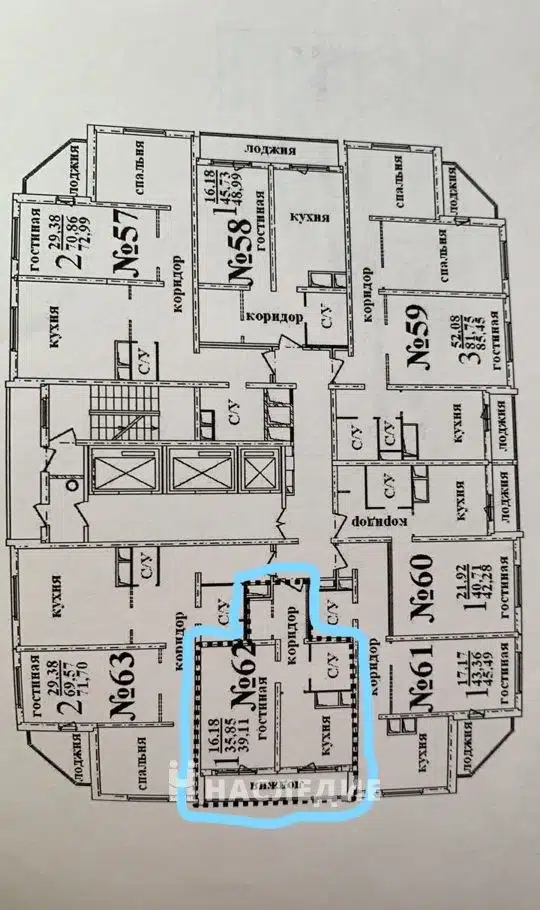 лоджия
лоджия
спальня
гостиная
2 29,38
70,86
72,99
№57
кухня
С/У
коридор
1 16.18
45,73
48,99
№58
гостиная
кухня
коридор
С/У
С/У
спальня
лоджия
спальня
коридор
№59
3 52,08
81,75
85,45
гостиная
С/У
С/У
кухня
лоджия
С/У
коридор
кухня
лоджия
№60
1 21,92
40,71
42,28
гостиная
№61
1 17.17
43,36
45,49
гостиная
С/У
коридор
кухня
лоджия
№62
1 16.18
35,85
39,11
гостиная
коридор
С/У
кухня
лоджия
кухня
С/У
коридор
С/У
гостиная
2 29,38
69,57
71,70
№63
спальня
лоджия
НАСЛЕДИЕ